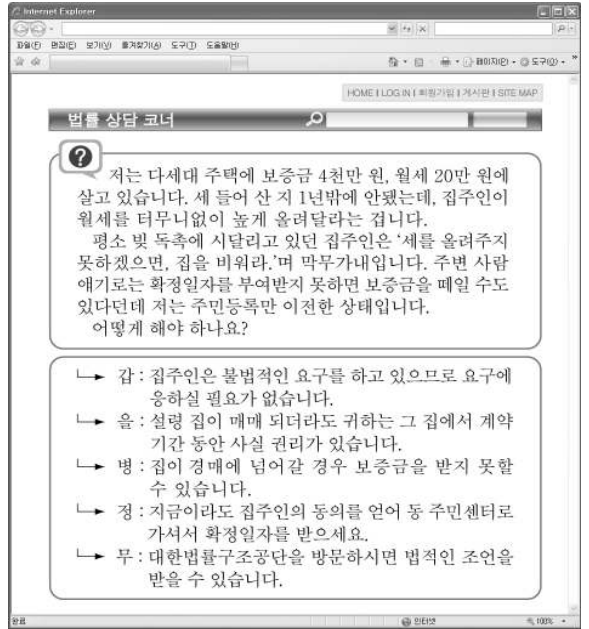 Internet Explorer
파일(F) 편집(E) 보기(V) 즐겨찾기(A) 도구(T) 도움말(H)
페이지(P) 도구(O)
HOME I LOG IN I 회원가입 I 게시판 I SITE MAP
법률 상담 코너
저는 다세대 주택에 보증금 4천만 원, 월세 20만 원에
살고 있습니다. 세 들어 산 지 1년밖에 안됐는데, 집주인이
월세를 터무니없이 높게 올려달라는 겁니다.
평소 빚 독촉에 시달리고 있던 집주인은 ‘세를 올려주지
못하겠으면, 집을 비워라.’며 막무가내입니다. 주변 사람
얘기로는 확정일자를 부여받지 못하면 보증금을 떼일 수도
있다던데 저는 주민등록만 이전한 상태입니다.
어떻게 해야 하나요?
갑 : 집주인은 불법적인 요구를 하고 있으므로 요구에
응하실 필요가 없습니다.
을 : 설령 집이 매매 되더라도 귀하는 그 집에서 계약
기간 동안 사실 권리가 있습니다.
병 : 집이 경매에 넘어갈 경우 보증금을 받지 못할
수 있습니다.
정 : 지금이라도 집주인의 동의를 얻어 동 주민센터로
가셔서 확정일자를 받으세요.
무 : 대한법률구조공단을 방문하시면 법적인 조언을
받을 수 있습니다.
완료 인터넷 100%